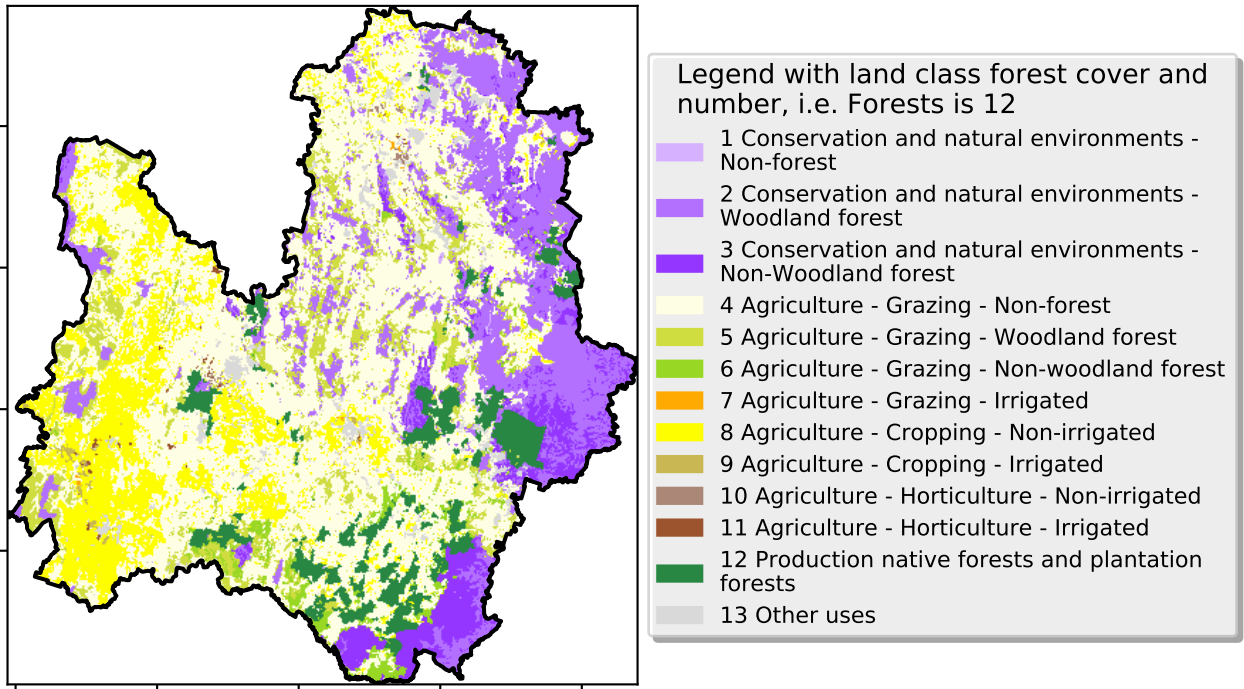 Legend with land class forest cover and
number, i.e. Forests is 12
1 Conservation and natural environments -
Non-forest
2 Conservation and natural environments -
Woodland forest
3 Conservation and natural environments -
Non-Woodland forest
4 Agriculture - Grazing - Non-forest
5 Agriculture - Grazing - Woodland forest
6 Agriculture - Grazing - Non-woodland forest
7 Agriculture - Grazing - Irrigated
8 Agriculture - Cropping - Non-irrigated
9 Agriculture - Cropping - Irrigated
10 Agriculture - Horticulture - Non-irrigated
11 Agriculture - Horticulture - Irrigated
12 Production native forests and plantation
forests
13 Other uses